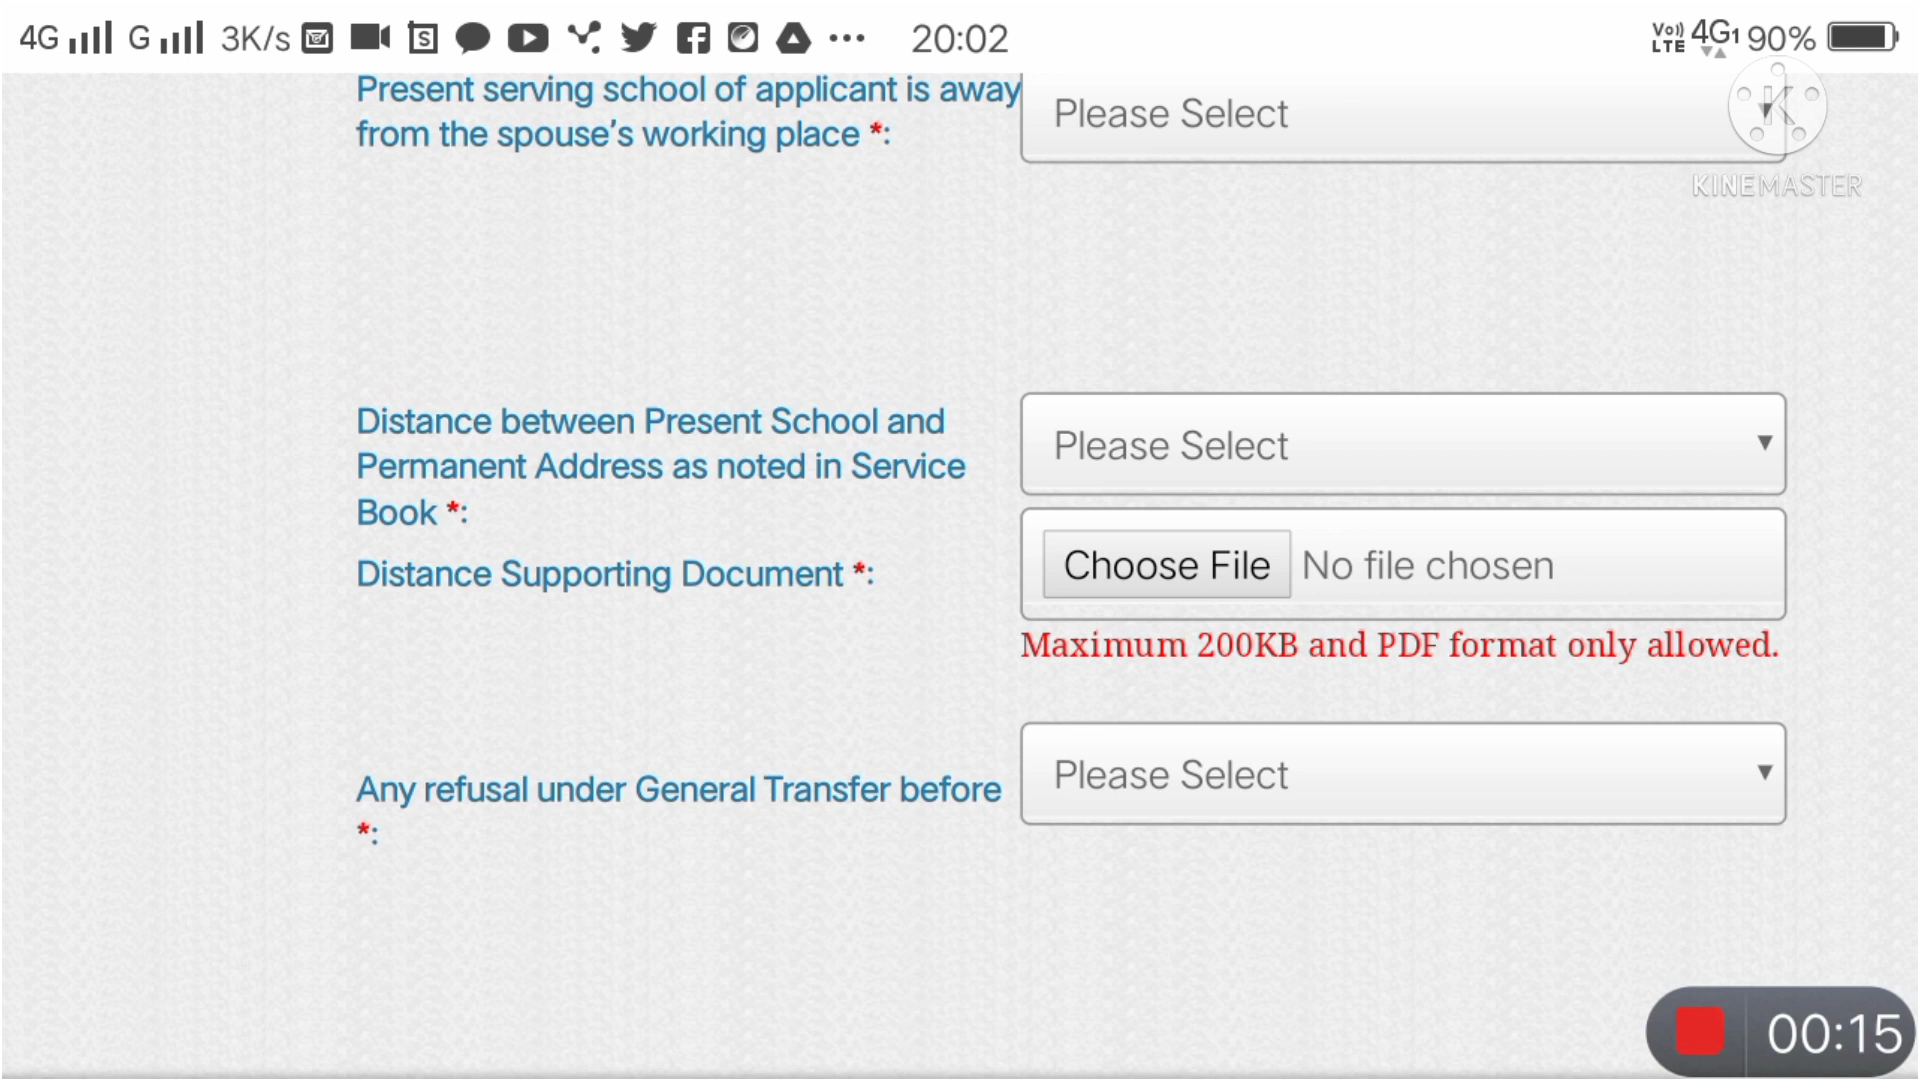 4G G 3K/s 20:02 Vo)) LTE 4G1 90%
Present serving school of applicant is away
from the spouse's working place *:
Please Select
KINEMASTER
Distance between Present School and
Permanent Address as noted in Service
Book *:
Please Select
Distance Supporting Document *:
Choose File No file chosen
Maximum 200KB and PDF format only allowed.
Any refusal under General Transfer before
*:
Please Select
00:15